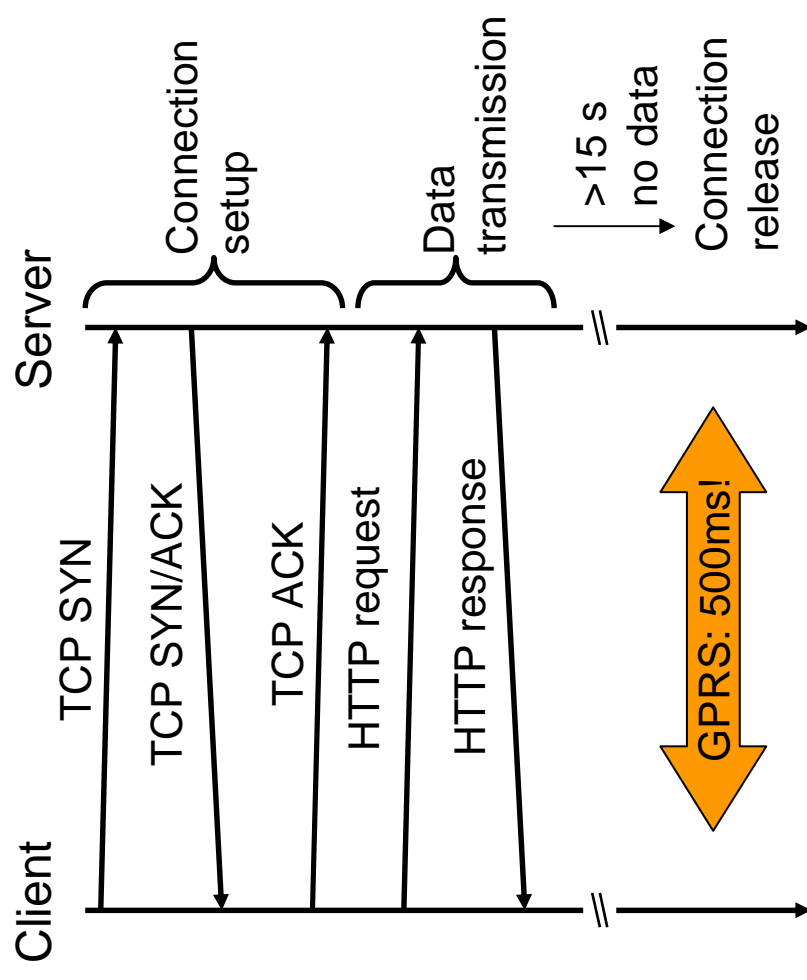 Client
Server
TCP SYN
TCP SYN/ACK
TCP ACK
HTTP request
HTTP response
GPRS: 500ms!
Connection
setup
Data
transmission
>15 s
no data
Connection
release